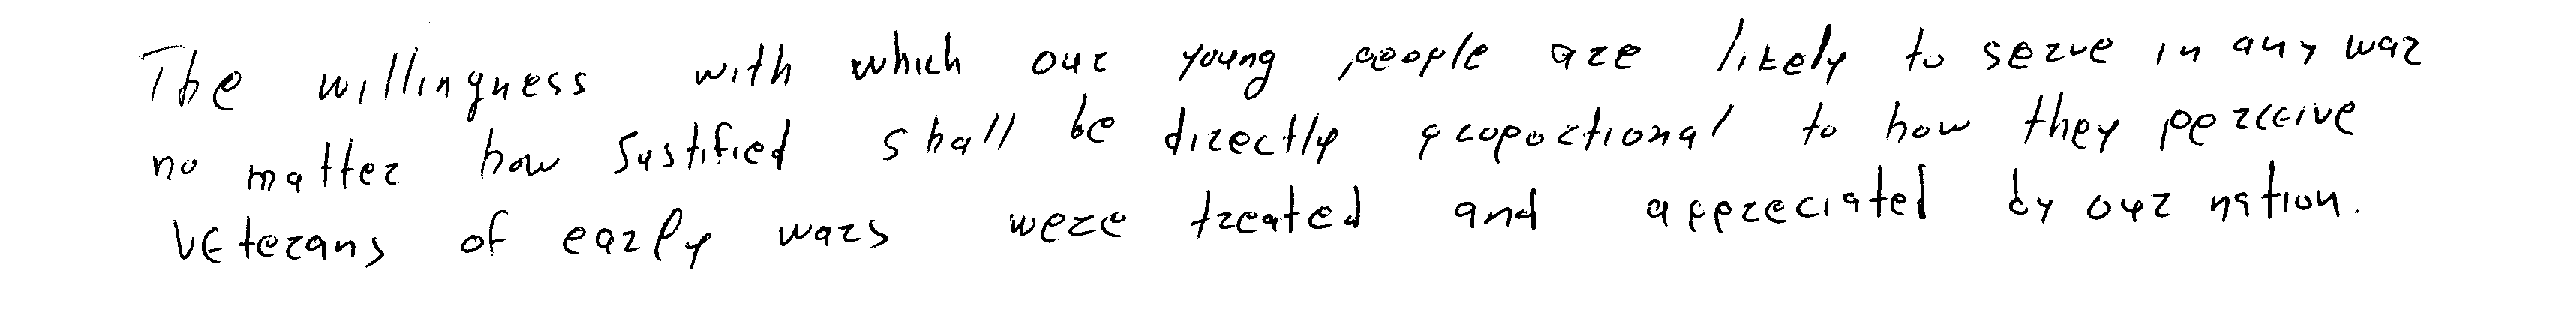 The willingness with which our young people are likely to serve in any war
no matter how justified shall be directly proportional to how they perceive
veterans of early wars were treated and appreciated by our nation.